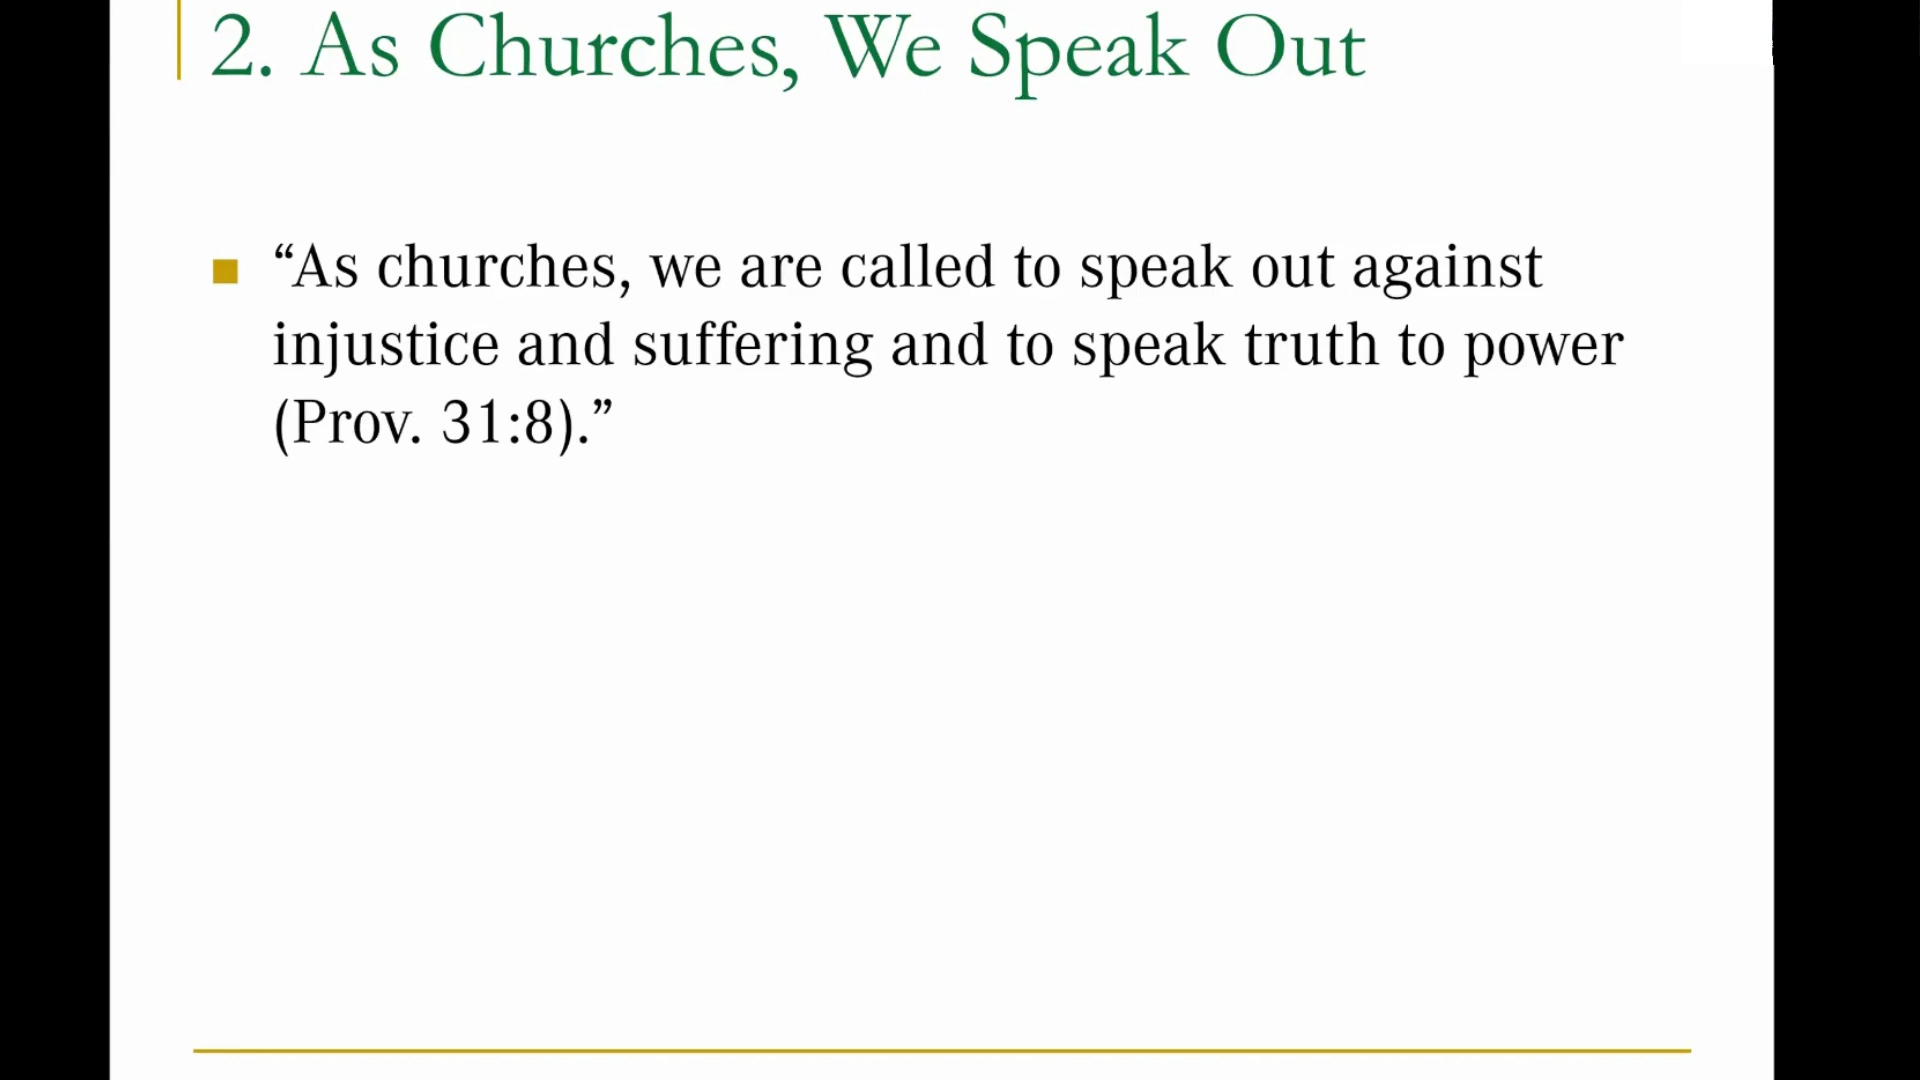 2. As Churches, We Speak Out
“As churches, we are called to speak out against
injustice and suffering and to speak truth to power
(Prov. 31:8).”